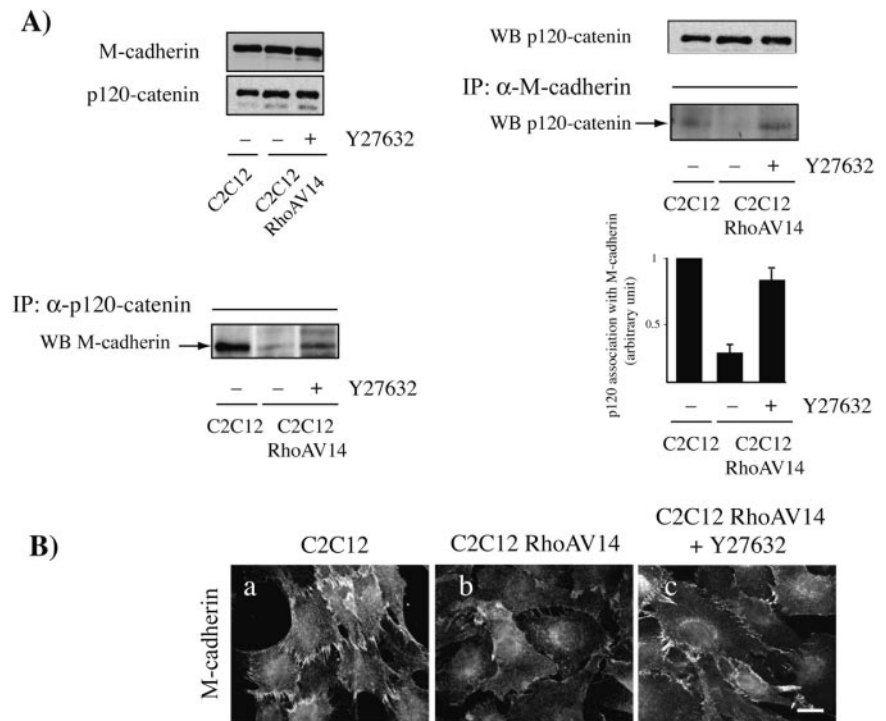 A)
M-cadherin
p120-catenin
– – + Y27632
C2C12
C2C12
RhoAV14
WB p120-catenin
IP: α-M-cadherin
WB p120-catenin
– – + Y27632
C2C12 C2C12
RhoAV14
IP: α-p120-catenin
WB M-cadherin
– – + Y27632
C2C12 C2C12
RhoAV14
p120 association with M-cadherin
(arbitrary unit)
1
0.5
– – + Y27632
C2C12 C2C12
RhoAV14
B)
C2C12 C2C12 RhoAV14 C2C12 RhoAV14
+ Y27632
M-cadherin
a b c